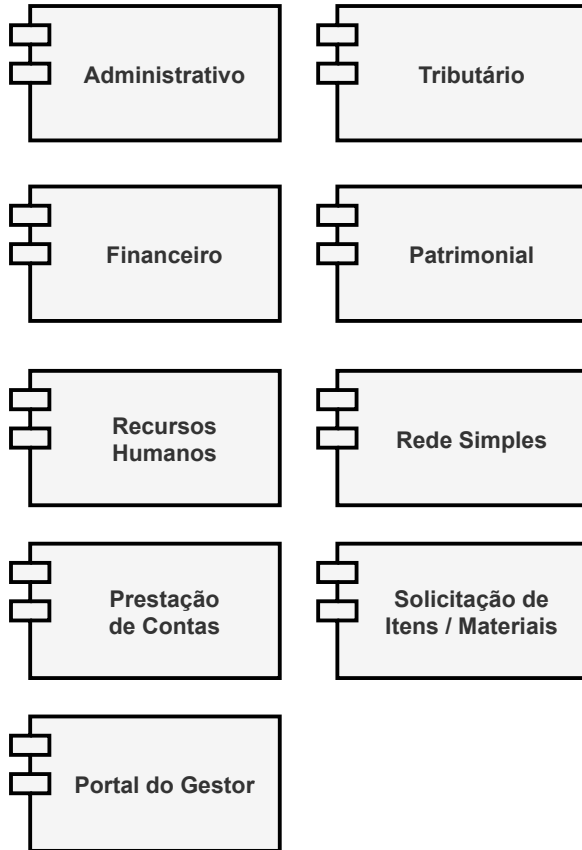 Administrativo
Tributário
Financeiro
Patrimonial
Recursos
Humanos
Rede Simples
Prestação
de Contas
Solicitação de
Itens / Materiais
Portal do Gestor